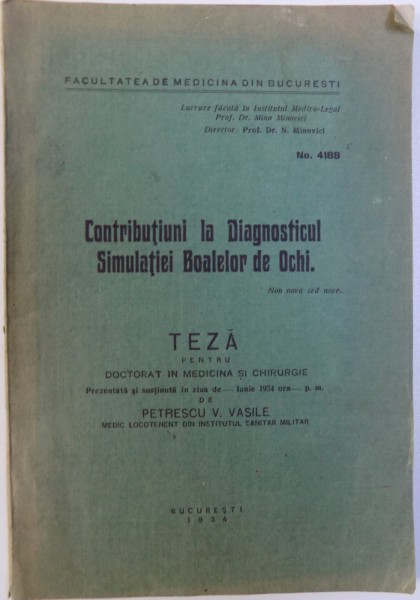 FACULTATEA DE MEDICINA DIN BUCURESTI
Lucrare făcută în Institutul Medico-Legal
Prof. Dr. Mina Minovici
Director: Prof. Dr. N. Minovici
No. 4188
Contribuţiuni la Diagnosticul
Simulaţiei Boalelor de Ochi.
Non nova sed nove.
TEZĂ
PENTRU
DOCTORAT IN MEDICINA ŞI CHIRURGIE
Prezentată şi susţinută în ziua de — Iunie 1934 ora — p. m.
DE
PETRESCU V. VASILE
MEDIC LOCOTENENT DIN INSTITUTUL SANITAR MILITAR
BUCUREŞTI
1934